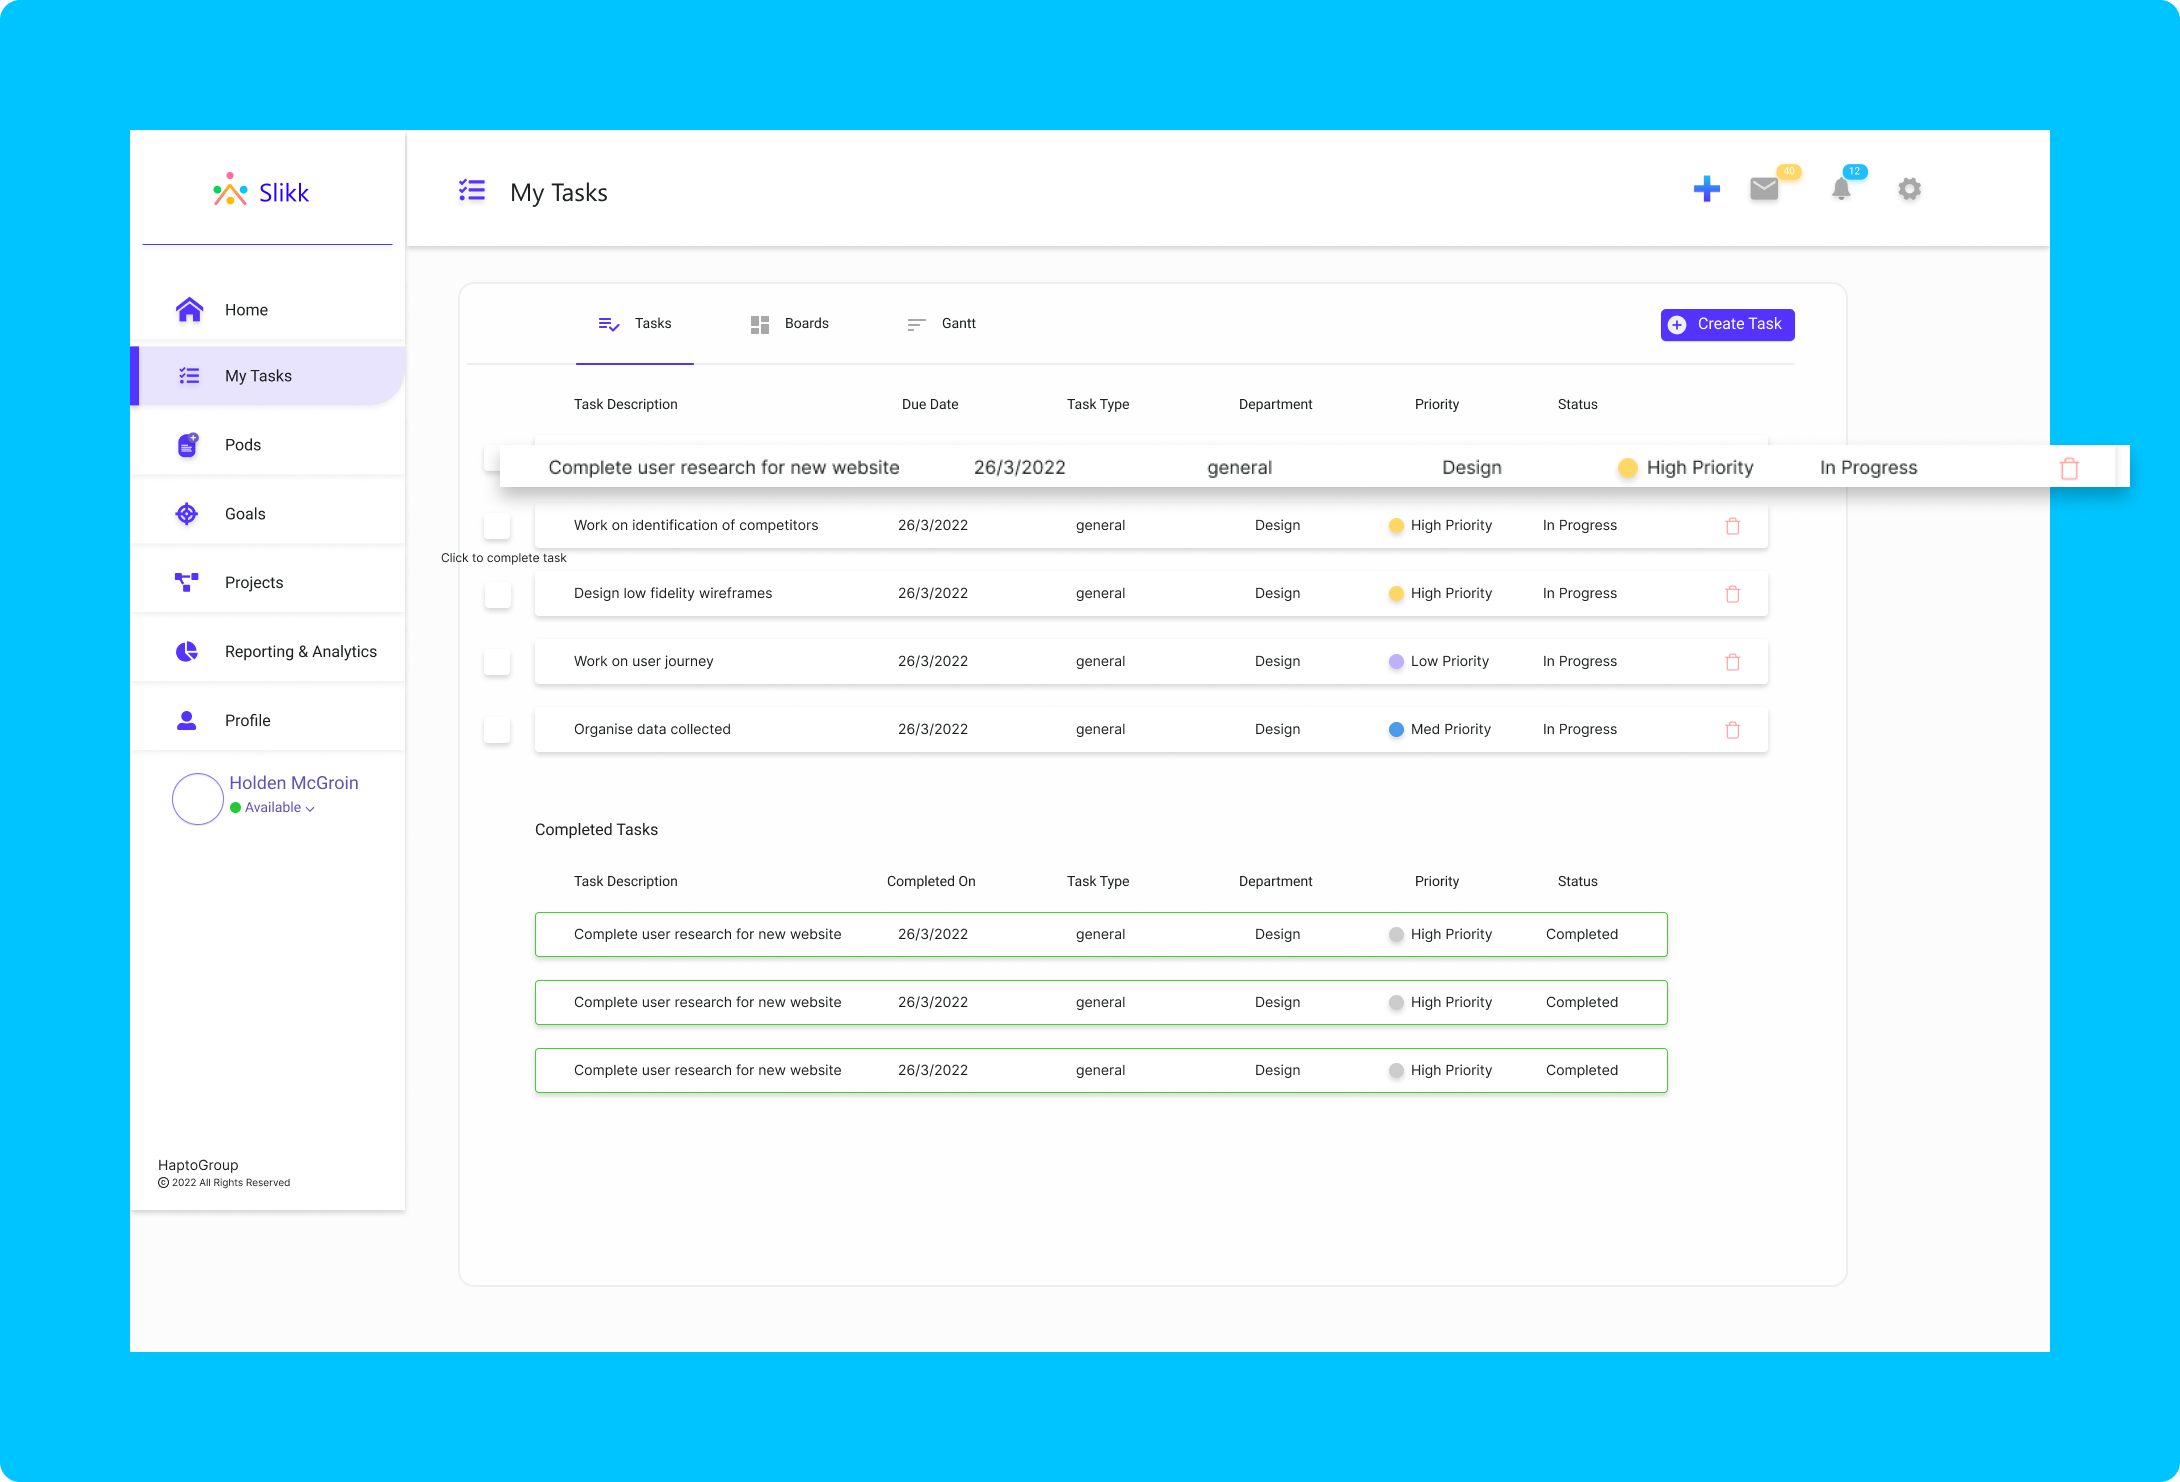 Slikk
My Tasks
40
12
Home
My Tasks
Pods
Goals
Projects
Reporting & Analytics
Profile
Holden McGroin
Available
HaptoGroup
© 2022 All Rights Reserved
Tasks Boards Gantt Create Task
Task Description Due Date Task Type Department Priority Status
Complete user research for new website 26/3/2022 general Design High Priority In Progress
Work on identification of competitors 26/3/2022 general Design High Priority In Progress
Click to complete task
Design low fidelity wireframes 26/3/2022 general Design High Priority In Progress
Work on user journey 26/3/2022 general Design Low Priority In Progress
Organise data collected 26/3/2022 general Design Med Priority In Progress
Completed Tasks
Task Description Completed On Task Type Department Priority Status
Complete user research for new website 26/3/2022 general Design High Priority Completed
Complete user research for new website 26/3/2022 general Design High Priority Completed
Complete user research for new website 26/3/2022 general Design High Priority Completed